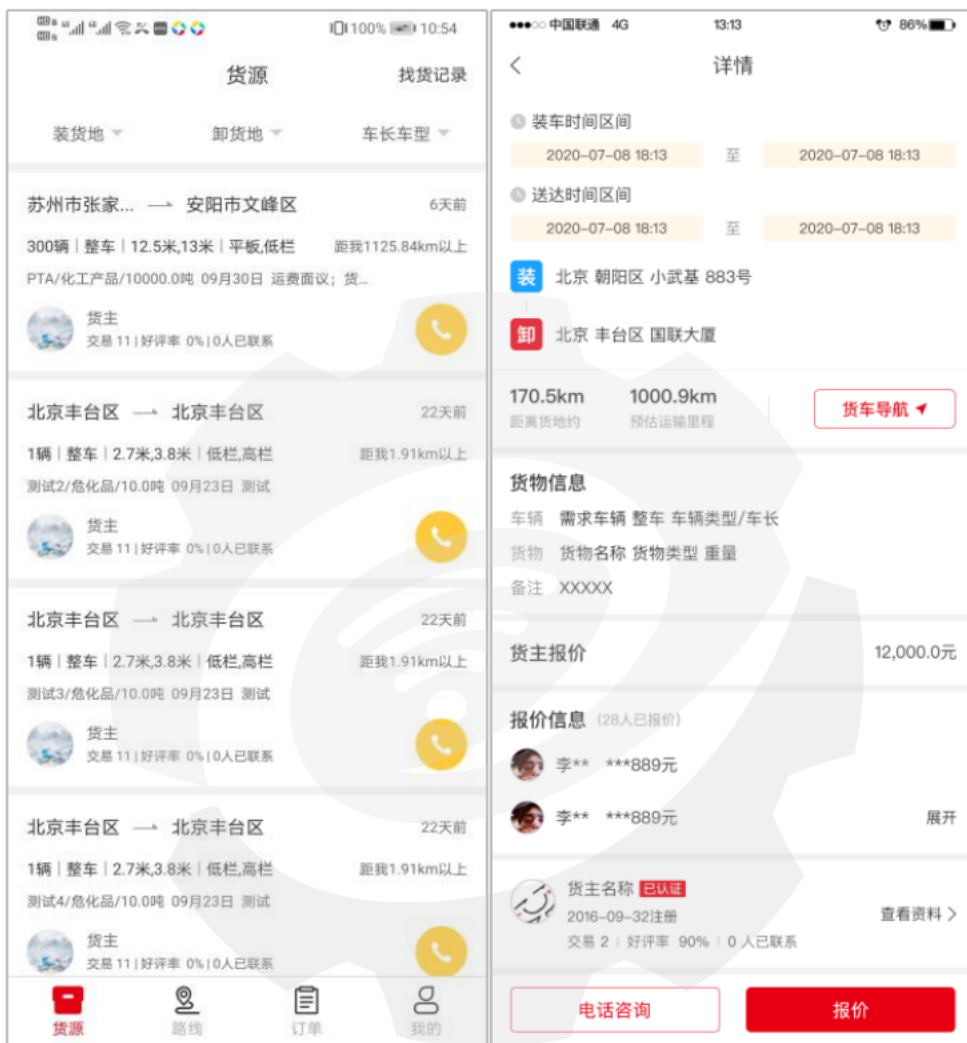 100% 10:54
货源 找货记录
装货地 卸货地 车长车型
苏州市张家... 安阳市文峰区 6天前
300辆 | 整车 | 12.5米,13米 | 平板,低栏 距我1125.84km以上
PTA/化工产品/10000.0吨 09月30日 运费面议；货...
货主
交易 11 | 好评率 0% | 0人已联系
北京丰台区 北京丰台区 22天前
1辆 | 整车 | 2.7米,3.8米 | 低栏,高栏 距我1.91km以上
测试2/危化品/10.0吨 09月23日 测试
货主
交易 11 | 好评率 0% | 0人已联系
北京丰台区 北京丰台区 22天前
1辆 | 整车 | 2.7米,3.8米 | 低栏,高栏 距我1.91km以上
测试3/危化品/10.0吨 09月23日 测试
货主
交易 11 | 好评率 0% | 0人已联系
北京丰台区 北京丰台区 22天前
1辆 | 整车 | 2.7米,3.8米 | 低栏,高栏 距我1.91km以上
测试4/危化品/10.0吨 09月23日 测试
货主
交易 11 | 好评率 0% | 0人已联系
货源 路线 订单 我的
中国联通 4G 13:13 86%
详情
装车时间区间
2020-07-08 18:13 至 2020-07-08 18:13
送达时间区间
2020-07-08 18:13 至 2020-07-08 18:13
装 北京 朝阳区 小武基 883号
卸 北京 丰台区 国联大厦
170.5km 1000.9km 货车导航
距离货地约 预估运输里程
货物信息
车辆 需求车辆 整车 车辆类型/车长
货物 货物名称 货物类型 重量
备注 XXXXX
货主报价 12,000.0元
报价信息 (28人已报价)
李** ***889元
李** ***889元 展开
货主名称 已认证
2016-09-32注册 查看资料
交易 2 | 好评率 90% | 0 人已联系
电话咨询 报价